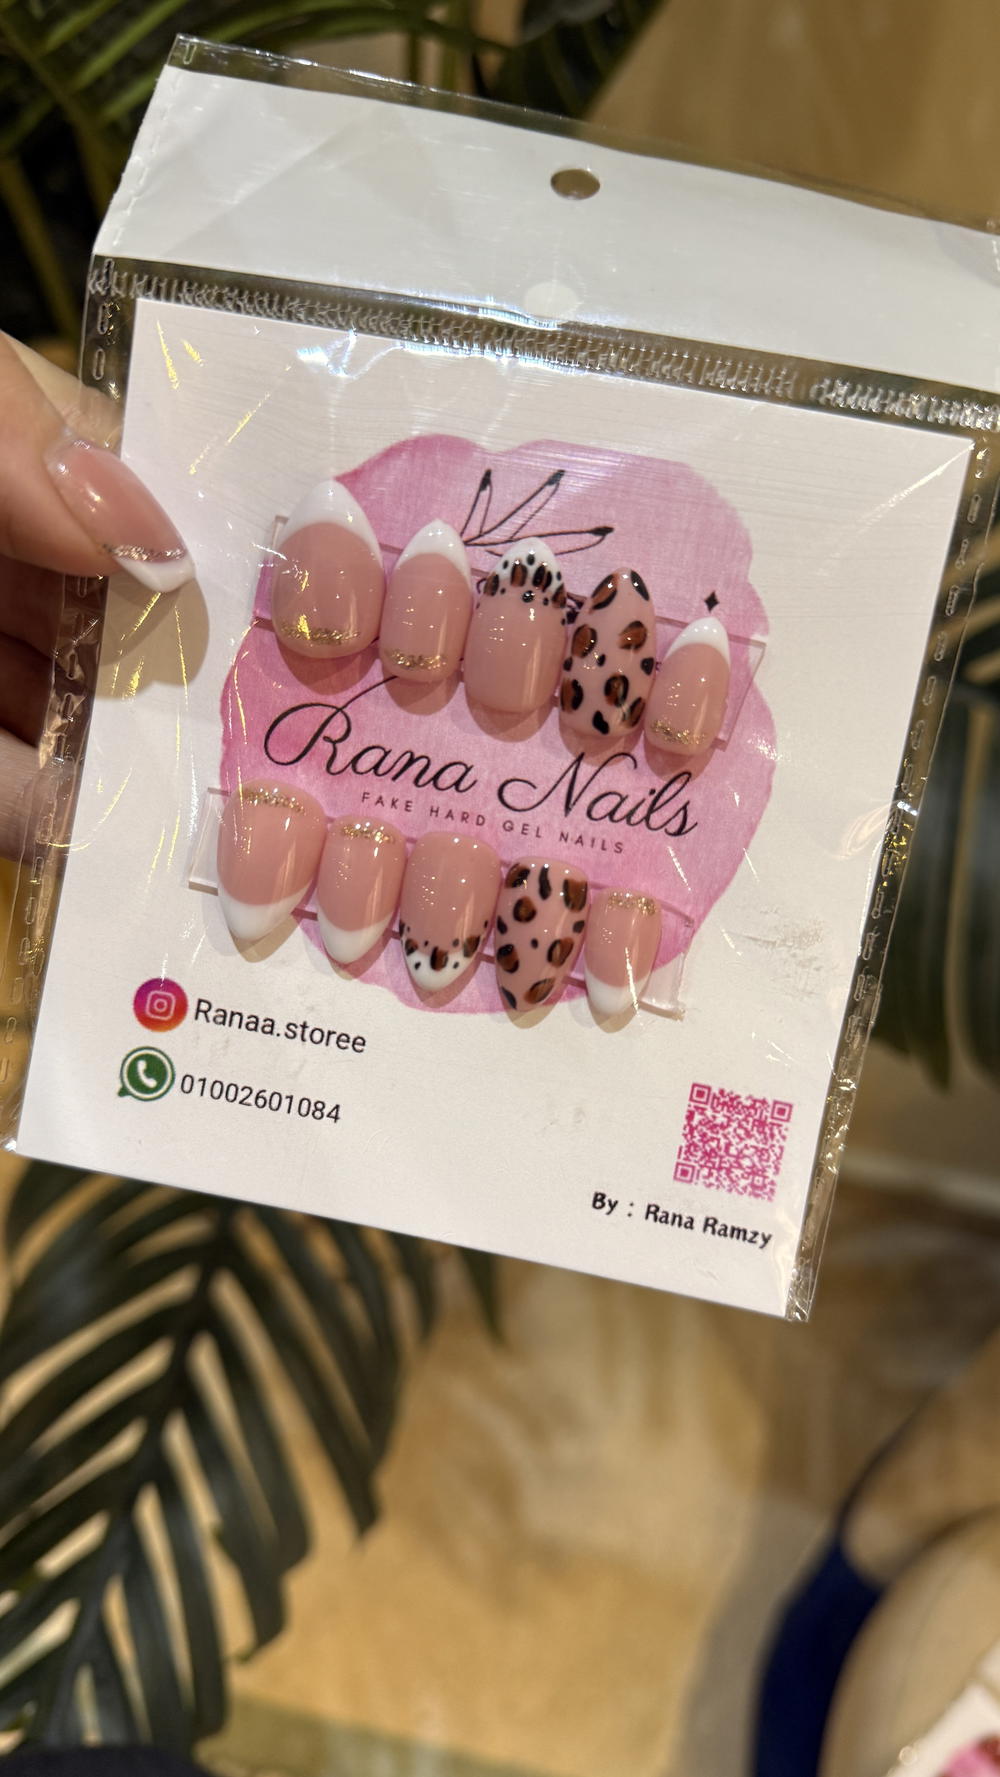 Rana Nails
FAKE HARD GEL NAILS
Ranaa.storee
01002601084
By : Rana Ramzy